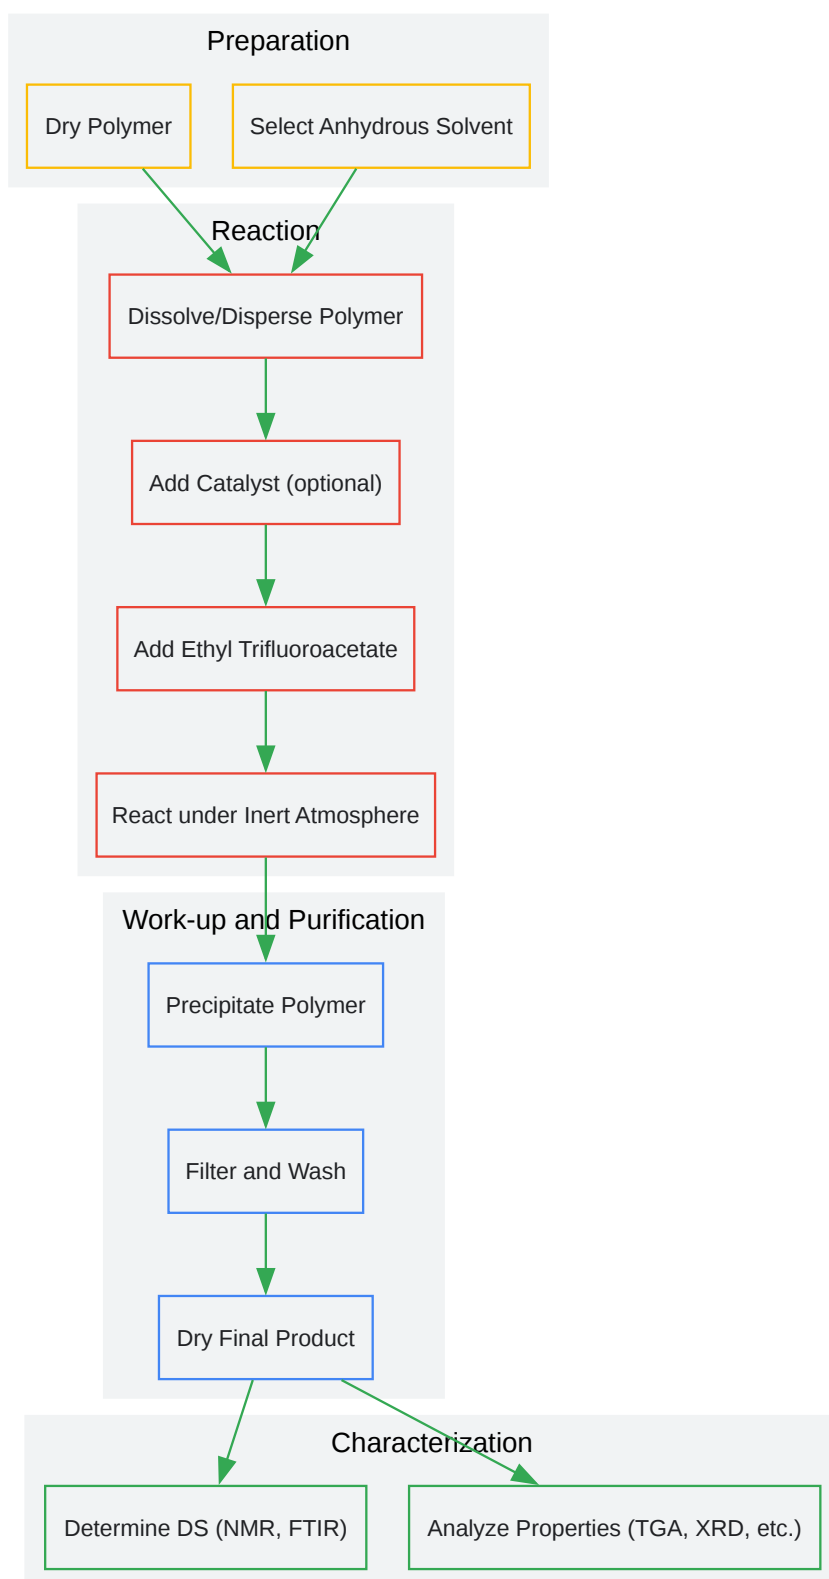 Preparation
Dry Polymer
Select Anhydrous Solvent
Reaction
Dissolve/Disperse Polymer
Add Catalyst (optional)
Add Ethyl Trifluoroacetate
React under Inert Atmosphere
Work-up and Purification
Precipitate Polymer
Filter and Wash
Dry Final Product
Characterization
Determine DS (NMR, FTIR)
Analyze Properties (TGA, XRD, etc.)